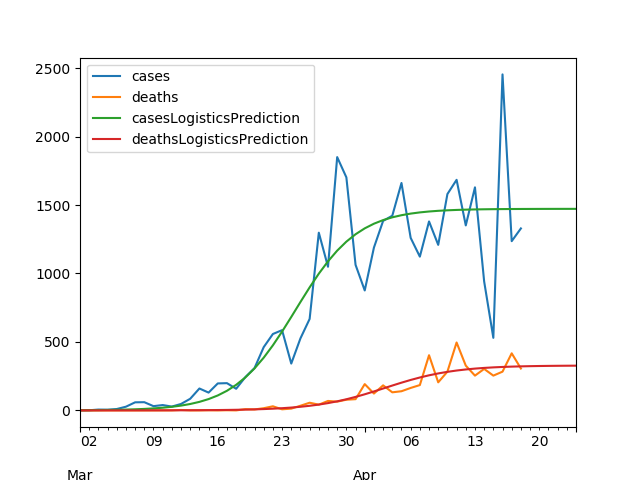 2500
2000
1500
1000
500
0
cases
deaths
casesLogisticsPrediction
deathsLogisticsPrediction
02 09 16 23 30 06 13 20
Mar Apr